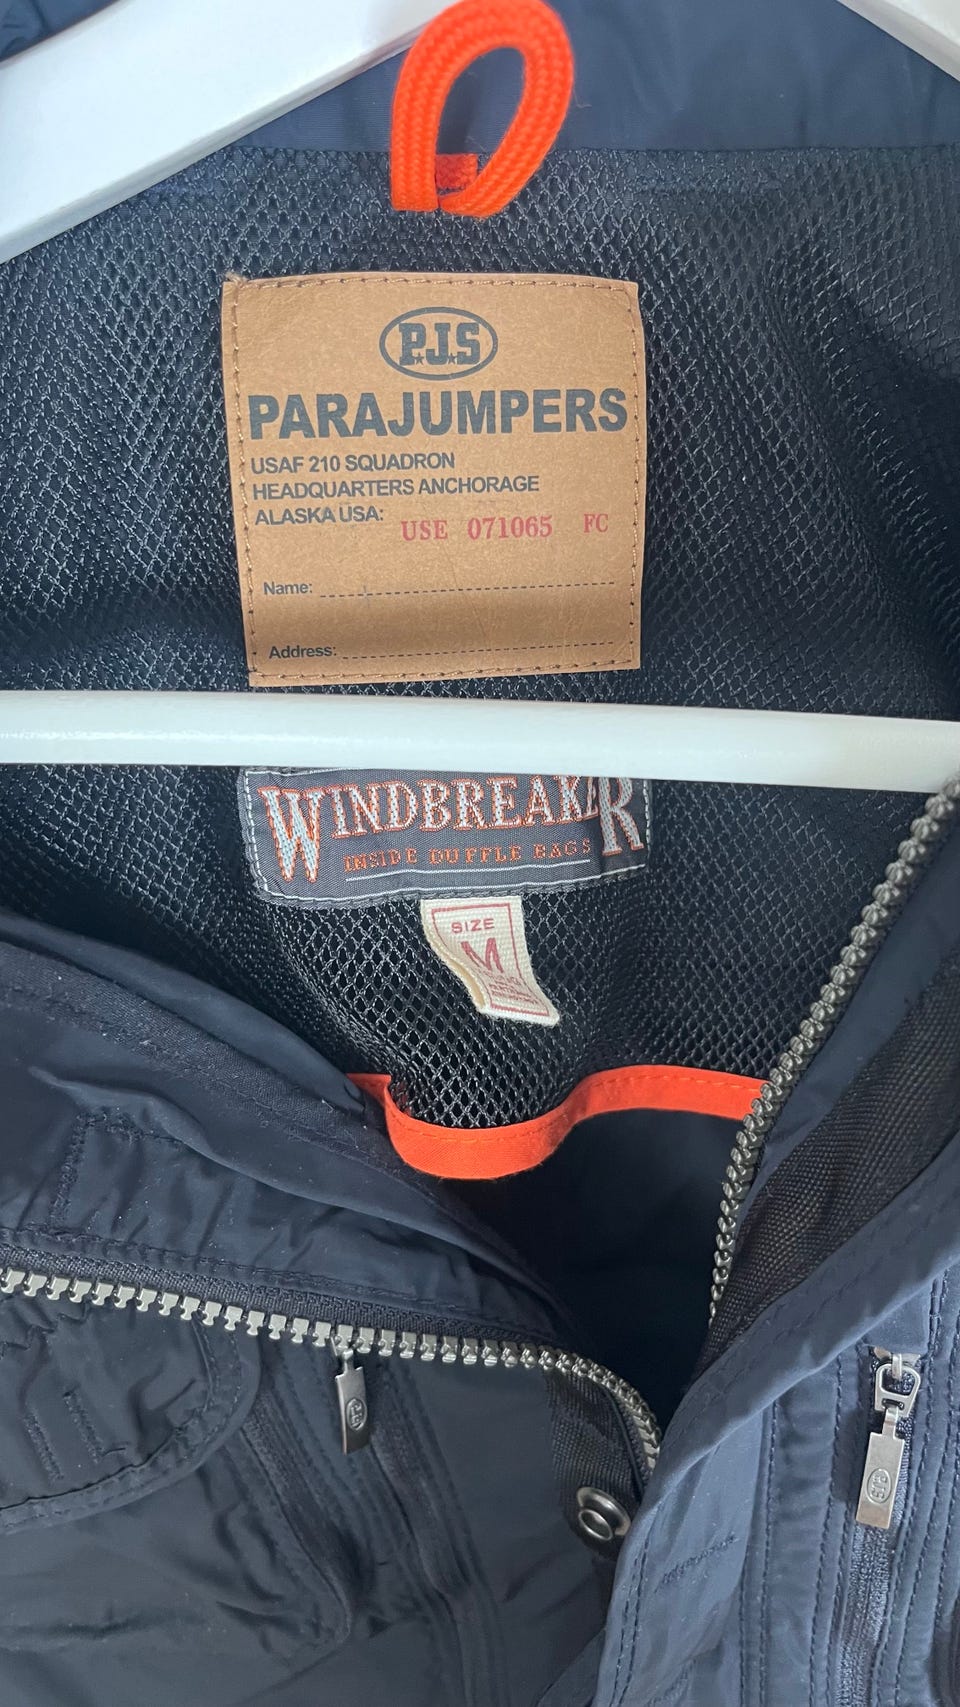 P.J.S
PARAJUMPERS
USAF 210 SQUADRON
HEADQUARTERS ANCHORAGE
ALASKA USA: USE 071065 FC
Name:
Address:
WINDBREAKER
INSIDE DUFFLE BAGS
SIZE
M
PJS
PJS